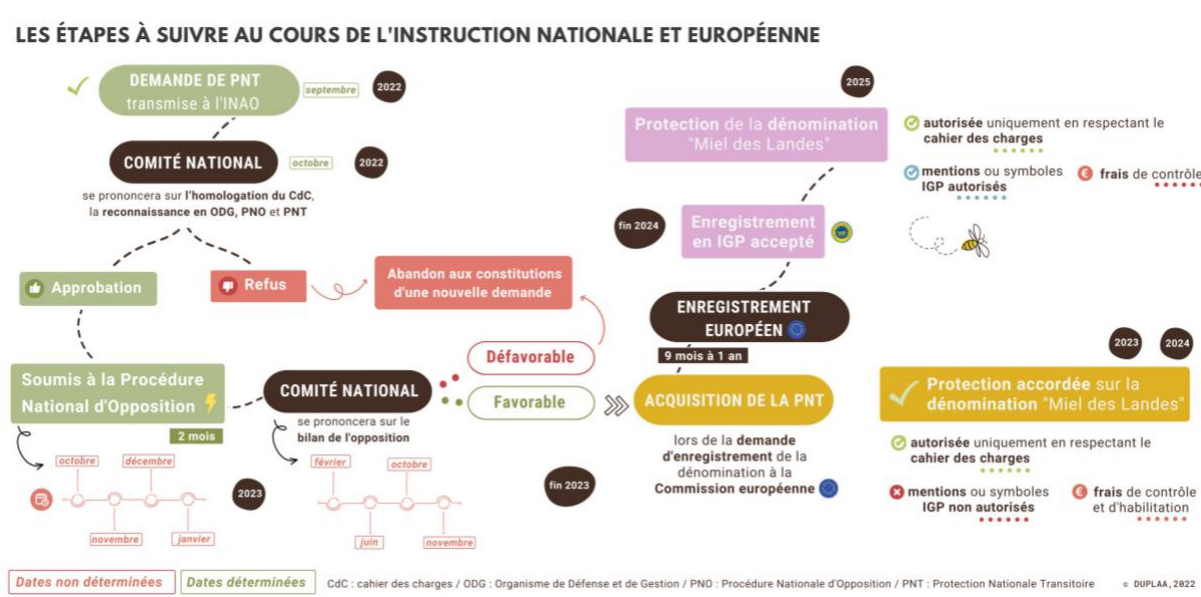 LES ÉTAPES À SUIVRE AU COURS DE L'INSTRUCTION NATIONALE ET EUROPÉENNE
DEMANDE DE PNT
transmise à l'INAO
septembre
2022
COMITÉ NATIONAL
octobre
2022
se prononcera sur l'homologation du CdC,
la reconnaissance en ODG, PNO et PNT
Approbation
Refus
Abandon aux constitutions
d'une nouvelle demande
Soumis à la Procédure
National d'Opposition
2 mois
octobre
décembre
novembre
janvier
2023
COMITÉ NATIONAL
se prononcera sur le
bilan de l'opposition
février
octobre
juin
novembre
fin 2023
Défavorable
Favorable
ACQUISITION DE LA PNT
lors de la demande
d'enregistrement de la
dénomination à la
Commission européenne
9 mois à 1 an
ENREGISTREMENT
EUROPÉEN
fin 2024
Enregistrement
en IGP accepté
2025
Protection de la dénomination
"Miel des Landes"
autorisée uniquement en respectant le
cahier des charges
mentions ou symboles
IGP autorisés
frais de contrôle
2023
2024
Protection accordée sur la
dénomination "Miel des Landes"
autorisée uniquement en respectant le
cahier des charges
mentions ou symboles
IGP non autorisés
frais de contrôle
et d'habilitation
Dates non déterminées
Dates déterminées
CdC : cahier des charges / ODG : Organisme de Défense et de Gestion / PNO : Procédure Nationale d'Opposition / PNT : Protection Nationale Transitoire
© DUPLAA, 2022